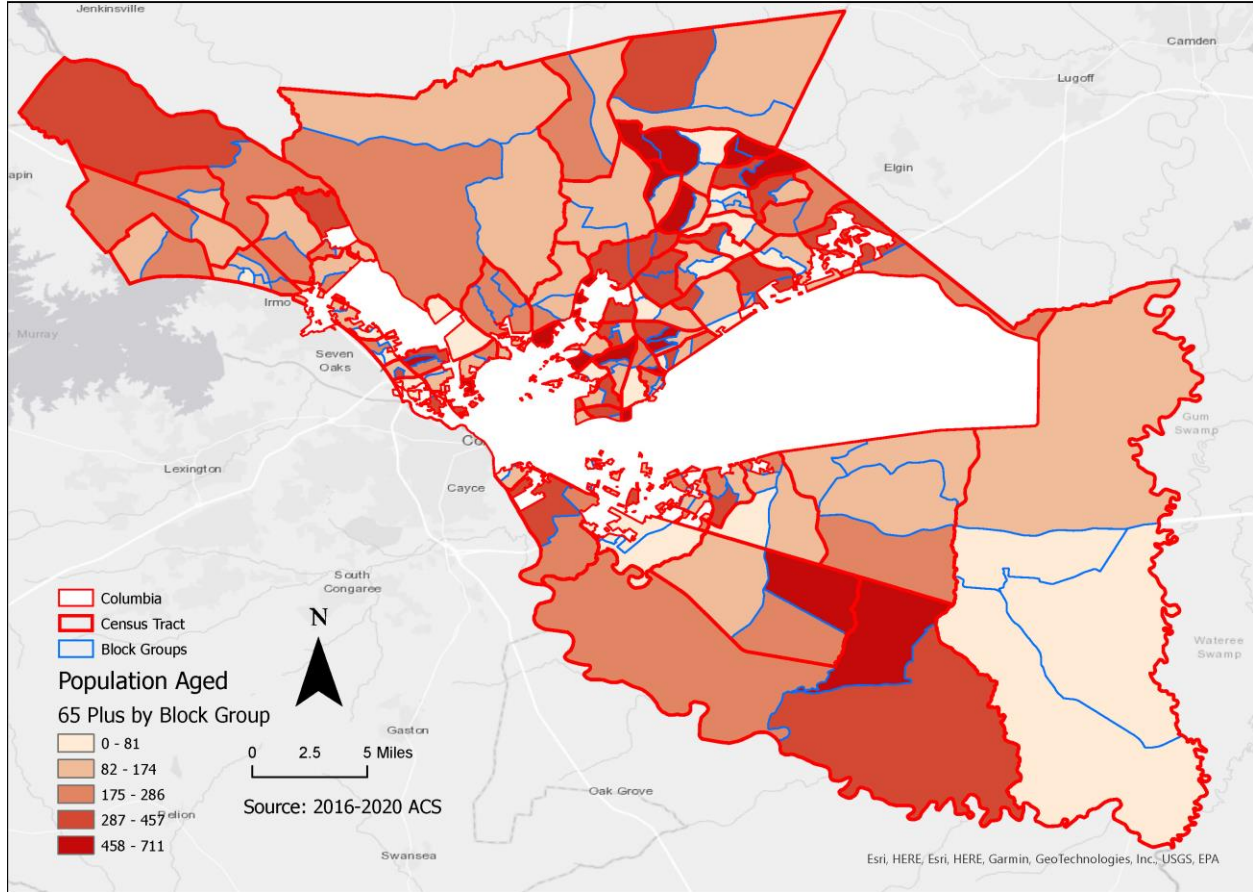 Jenkinsville
Camden
Lugoff
apin
Elgin
Irmo
Murray
Seven
Oaks
Gum
Swamp
Co
Lexington
Cayce
South
Congaree
Wateree
Swamp
Columbia
N
Census Tract
Block Groups
Population Aged
65 Plus by Block Group
0 - 81
82 - 174
175 - 286
287 - 457
458 - 711
Gaston
0 2.5 5 Miles
Source: 2016-2020 ACS
Oak Grove
Pelion
Swansea
Esri, HERE, Esri, HERE, Garmin, GeoTechnologies, Inc., USGS, EPA